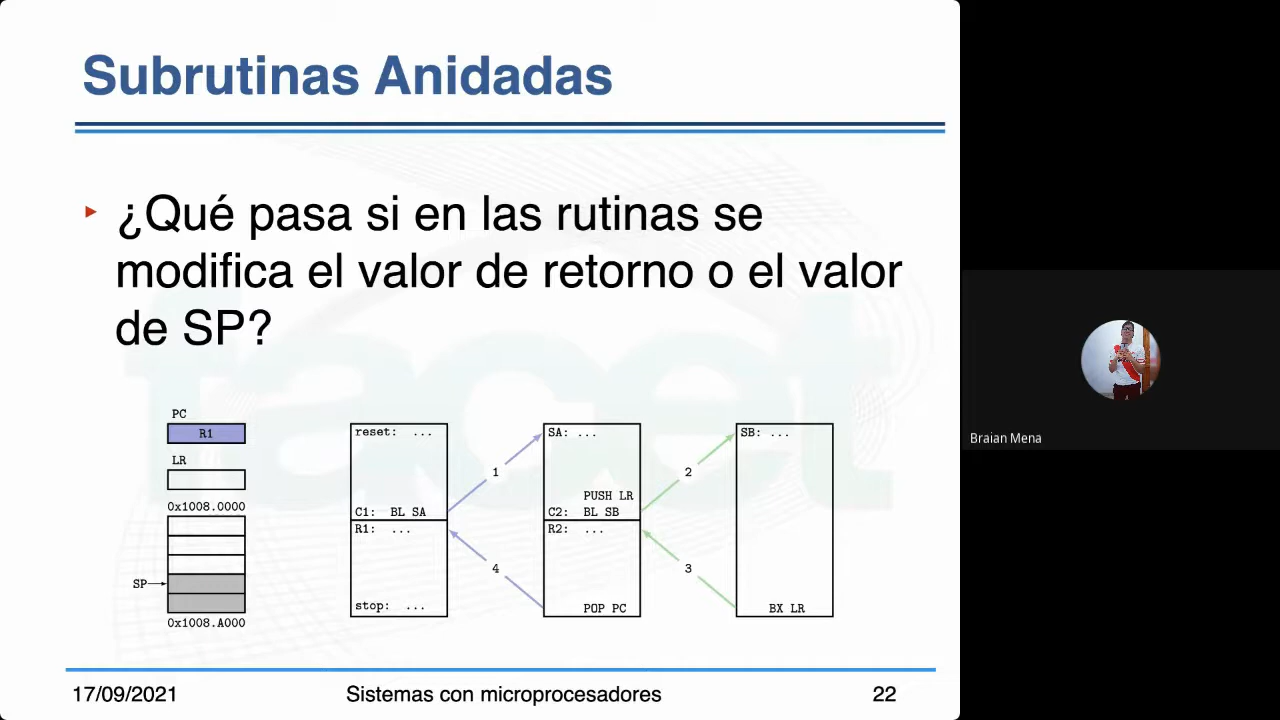 Subrutinas Anidadas
▸ ¿Qué pasa si en las rutinas se
modifica el valor de retorno o el valor
de SP?
PC
R1
LR
0x1008.0000
SP
0x1008.A000
reset: ...
C1: BL SA
R1: ...
stop: ...
1
4
SA: ...
PUSH LR
C2: BL SB
R2: ...
POP PC
2
3
SB: ...
BX LR
facet
17/09/2021
Sistemas con microprocesadores
22
Braian Mena